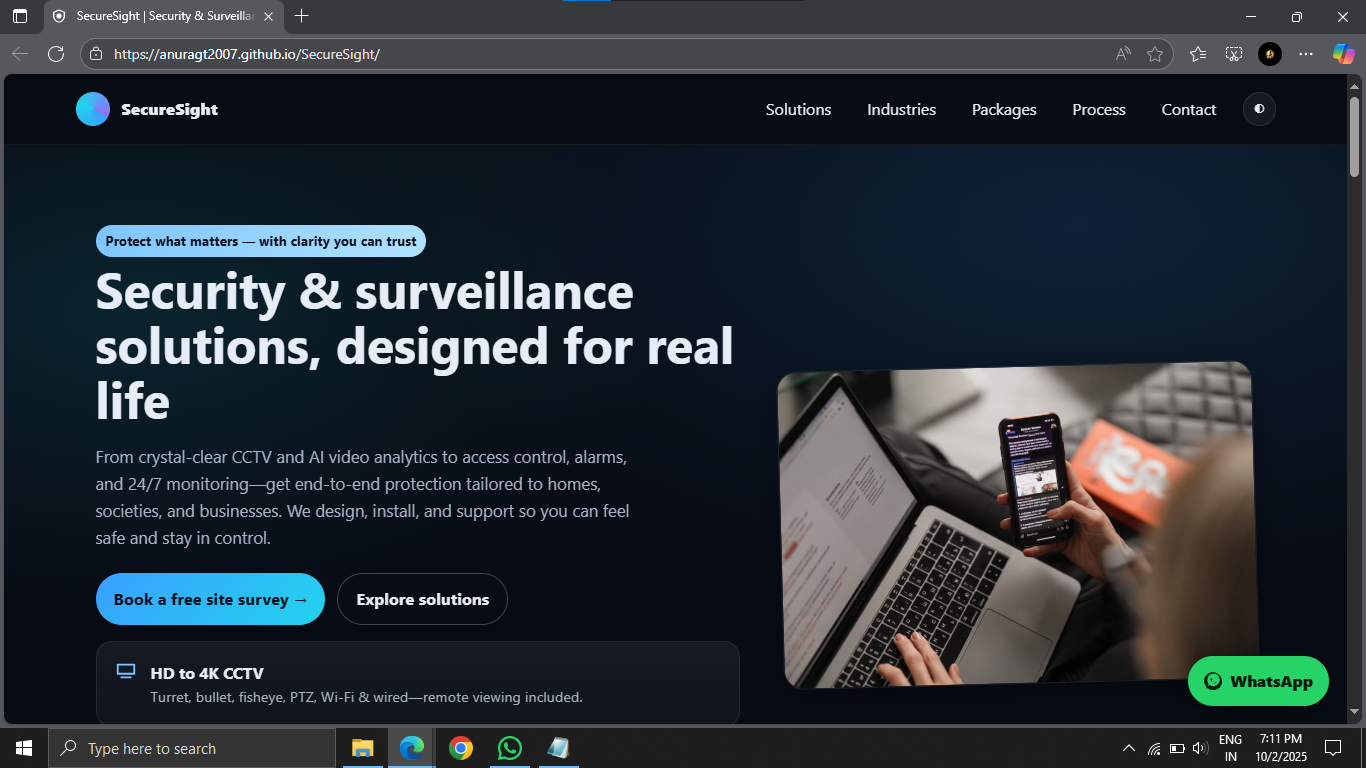 SecureSight | Security & Surveilla
https://anuragt2007.github.io/SecureSight/
SecureSight
Solutions
Industries
Packages
Process
Contact
Protect what matters — with clarity you can trust
Security & surveillance
solutions, designed for real
life
From crystal-clear CCTV and AI video analytics to access control, alarms,
and 24/7 monitoring—get end-to-end protection tailored to homes,
societies, and businesses. We design, install, and support so you can feel
safe and stay in control.
Book a free site survey →
Explore solutions
HD to 4K CCTV
Turret, bullet, fisheye, PTZ, Wi-Fi & wired—remote viewing included.
WhatsApp
Type here to search
ENG
IN
7:11 PM
10/2/2025